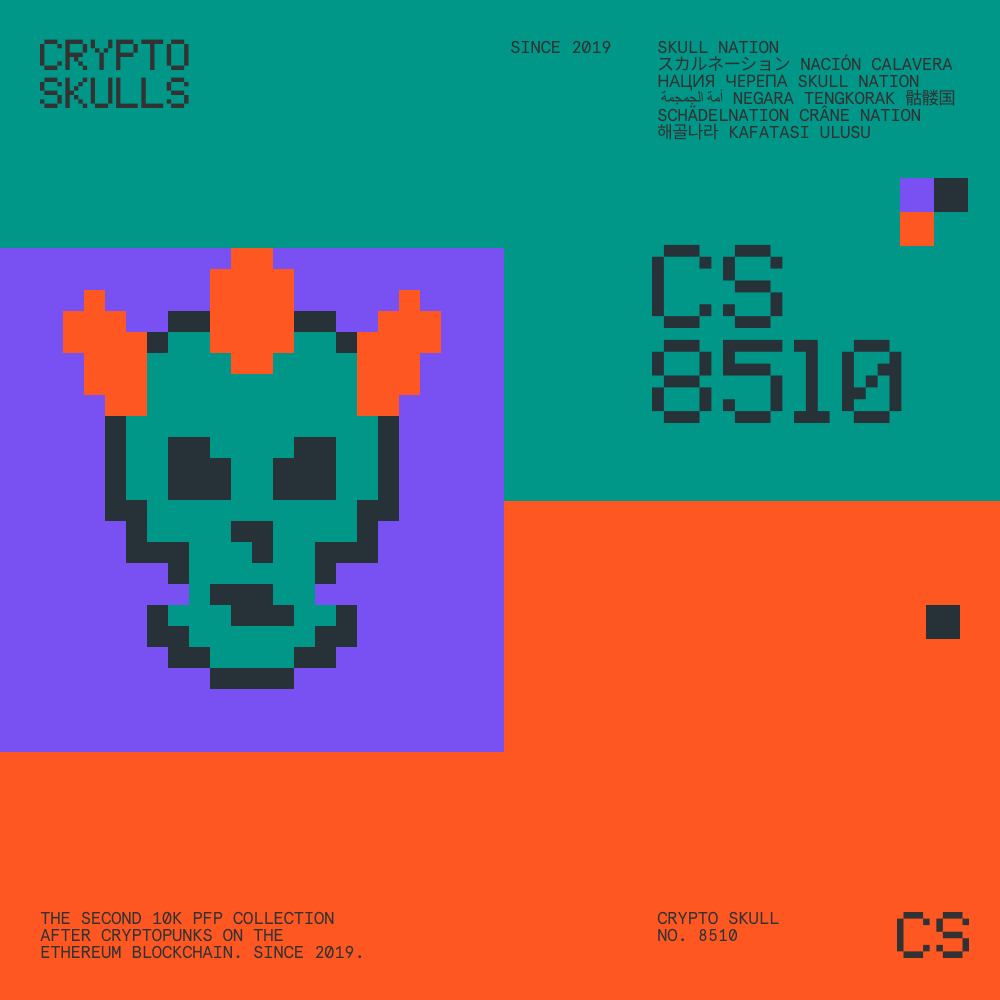 CRYPTO
SKULLS
SINCE 2019
SKULL NATION
スカルネーション NACIÓN CALAVERA
НАЦИЯ ЧЕРЕПА SKULL NATION
أمة الجمجمة NEGARA TENGKORAK 骷髅国
SCHÄDELNATION CRÂNE NATION
해골나라 KAFATASI ULUSU
CS
8510
THE SECOND 10K PFP COLLECTION
AFTER CRYPTOPUNKS ON THE
ETHEREUM BLOCKCHAIN. SINCE 2019.
CRYPTO SKULL
NO. 8510
CS